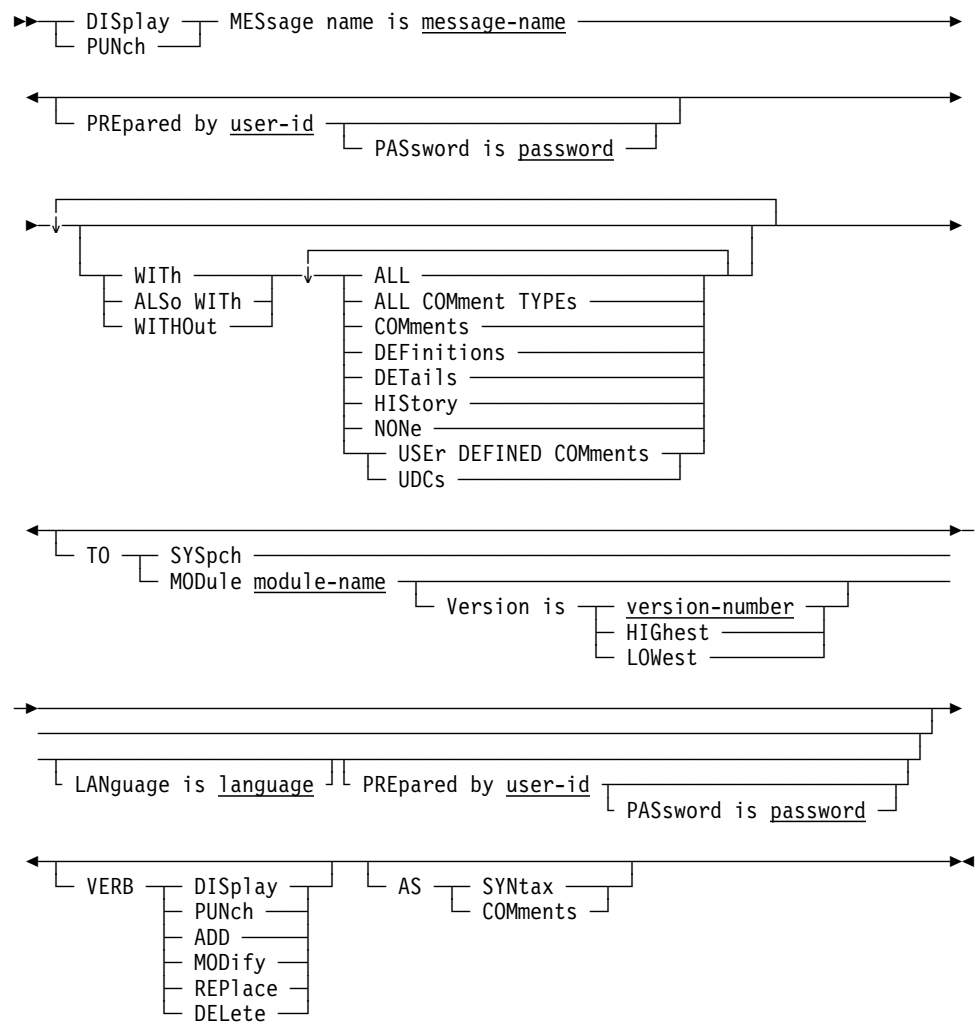 DISplay MESsage name is message-name
PUNch
PREpared by user-id
PASsword is password
WITh ALL
ALSo WITh ALL COMment TYPEs
WITHOut COMments
DEFinitions
DETails
HIStory
NONe
USEr DEFINED COMments
UDCs
TO SYSpch
MODule module-name
Version is version-number
HIGhest
LOWest
LANguage is language PREpared by user-id
PASsword is password
VERB DISplay AS SYNtax
PUNch COMments
ADD
MODify
REPlace
DELete